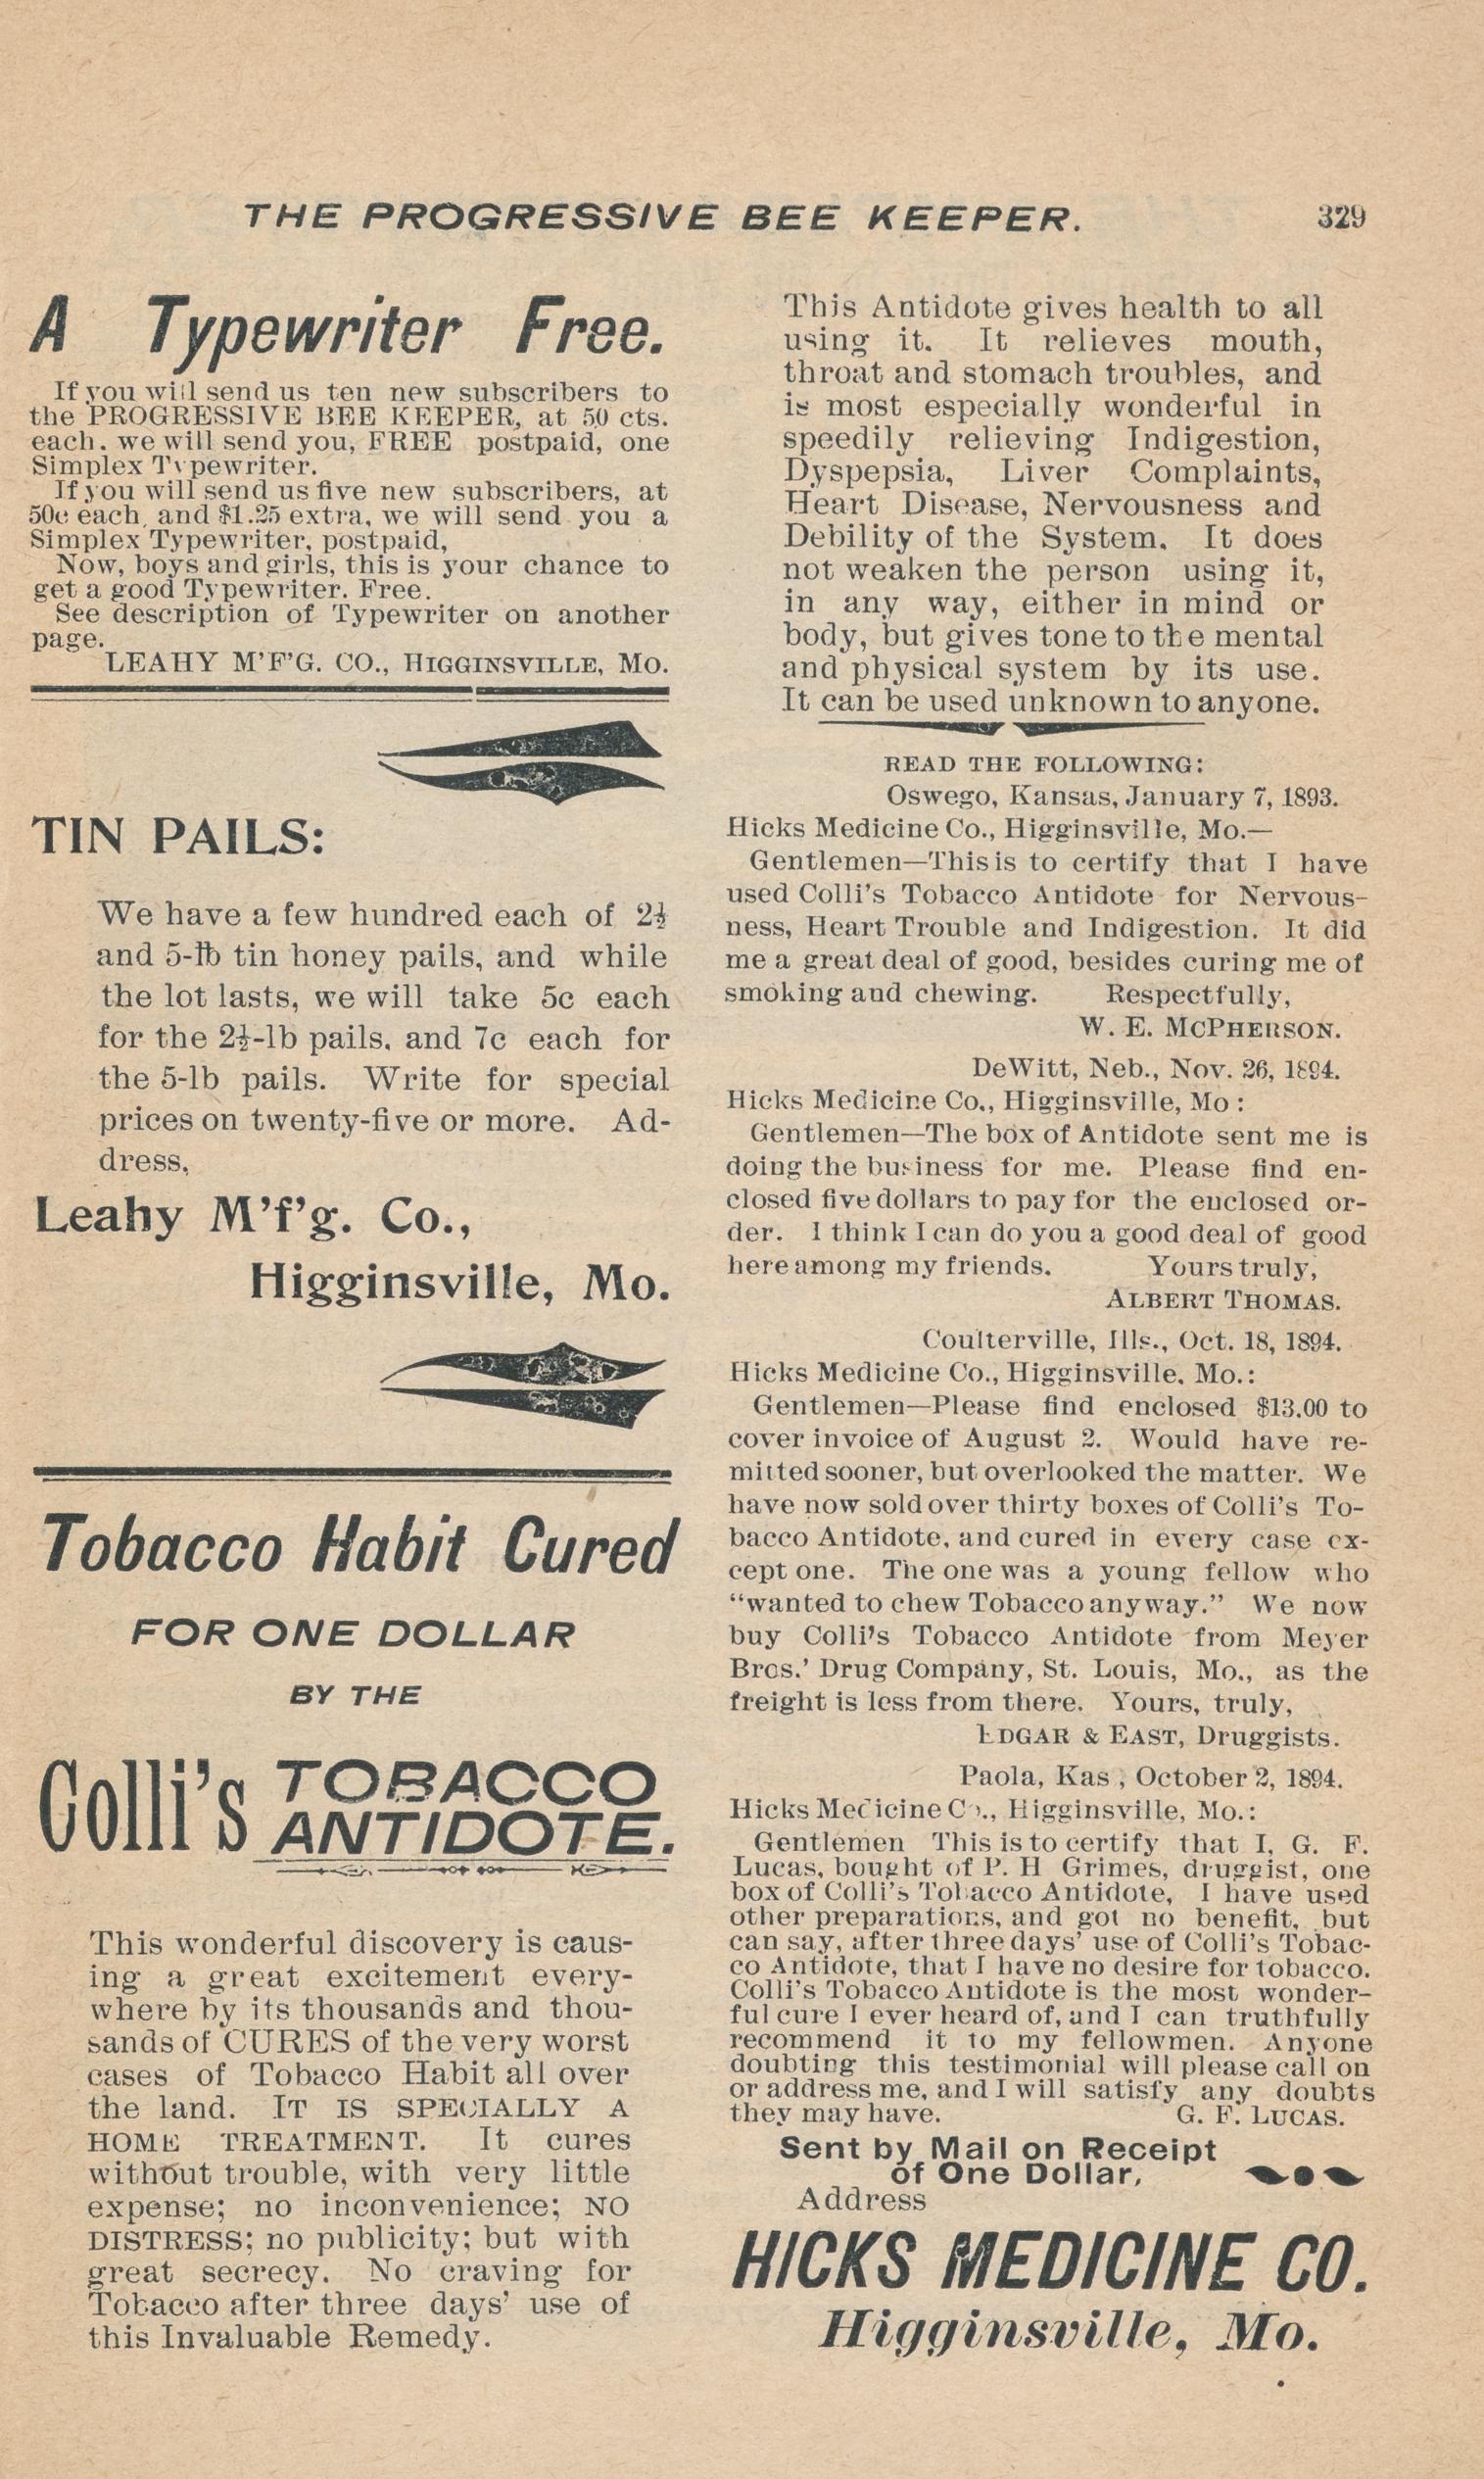 THE PROGRESSIVE BEE KEEPER. 329
A Typewriter Free.
If you will send us ten new subscribers to
the PROGRESSIVE BEE KEEPER, at 50 cts.
each, we will send you, FREE postpaid, one
Simplex Typewriter.
If you will send us five new subscribers, at
50c each, and $1.25 extra, we will send you a
Simplex Typewriter, postpaid,
Now, boys and girls, this is your chance to
get a good Typewriter. Free.
See description of Typewriter on another
page.
LEAHY M'F'G. CO., HIGGINSVILLE, MO.
TIN PAILS:
We have a few hundred each of 2½
and 5-℔ tin honey pails, and while
the lot lasts, we will take 5c each
for the 2½-lb pails, and 7c each for
the 5-lb pails. Write for special
prices on twenty-five or more. Ad-
dress,
Leahy M'f'g. Co.,
Higginsville, Mo.
Tobacco Habit Cured
FOR ONE DOLLAR
BY THE
Colli's TOBACCO
ANTIDOTE.
This wonderful discovery is caus-
ing a great excitement every-
where by its thousands and thou-
sands of CURES of the very worst
cases of Tobacco Habit all over
the land. IT IS SPECIALLY A
HOME TREATMENT. It cures
without trouble, with very little
expense; no inconvenience; NO
DISTRESS; no publicity; but with
great secrecy. No craving for
Tobacco after three days' use of
this Invaluable Remedy.
This Antidote gives health to all
using it. It relieves mouth,
throat and stomach troubles, and
is most especially wonderful in
speedily relieving Indigestion,
Dyspepsia, Liver Complaints,
Heart Disease, Nervousness and
Debility of the System. It does
not weaken the person using it,
in any way, either in mind or
body, but gives tone to the mental
and physical system by its use.
It can be used unknown to anyone.
READ THE FOLLOWING:
Oswego, Kansas, January 7, 1893.
Hicks Medicine Co., Higginsville, Mo.—
Gentlemen—This is to certify that I have
used Colli's Tobacco Antidote for Nervous-
ness, Heart Trouble and Indigestion. It did
me a great deal of good, besides curing me of
smoking and chewing. Respectfully,
W. E. MCPHERSON.
DeWitt, Neb., Nov. 26, 1894.
Hicks Medicine Co., Higginsville, Mo:
Gentlemen—The box of Antidote sent me is
doing the business for me. Please find en-
closed five dollars to pay for the enclosed or-
der. I think I can do you a good deal of good
here among my friends. Yours truly,
ALBERT THOMAS.
Coulterville, Ills., Oct. 18, 1894.
Hicks Medicine Co., Higginsville, Mo.:
Gentlemen—Please find enclosed $13.00 to
cover invoice of August 2. Would have re-
mitted sooner, but overlooked the matter. We
have now sold over thirty boxes of Colli's To-
bacco Antidote, and cured in every case ex-
cept one. The one was a young fellow who
"wanted to chew Tobacco anyway." We now
buy Colli's Tobacco Antidote from Meyer
Bros.' Drug Company, St. Louis, Mo., as the
freight is less from there. Yours, truly,
EDGAR & EAST, Druggists.
Paola, Kas, October 2, 1894.
Hicks Medicine Co., Higginsville, Mo.:
Gentlemen This is to certify that I, G. F.
Lucas, bought of P. H Grimes, druggist, one
box of Colli's Tobacco Antidote, I have used
other preparations, and got no benefit, but
can say, after three days' use of Colli's Tobac-
co Antidote, that I have no desire for tobacco.
Colli's Tobacco Antidote is the most wonder-
ful cure I ever heard of, and I can truthfully
recommend it to my fellowmen. Anyone
doubting this testimonial will please call on
or address me, and I will satisfy any doubts
they may have. G. F. LUCAS.
Sent by Mail on Receipt
of One Dollar,
Address
HICKS MEDICINE CO.
Higginsville, Mo.